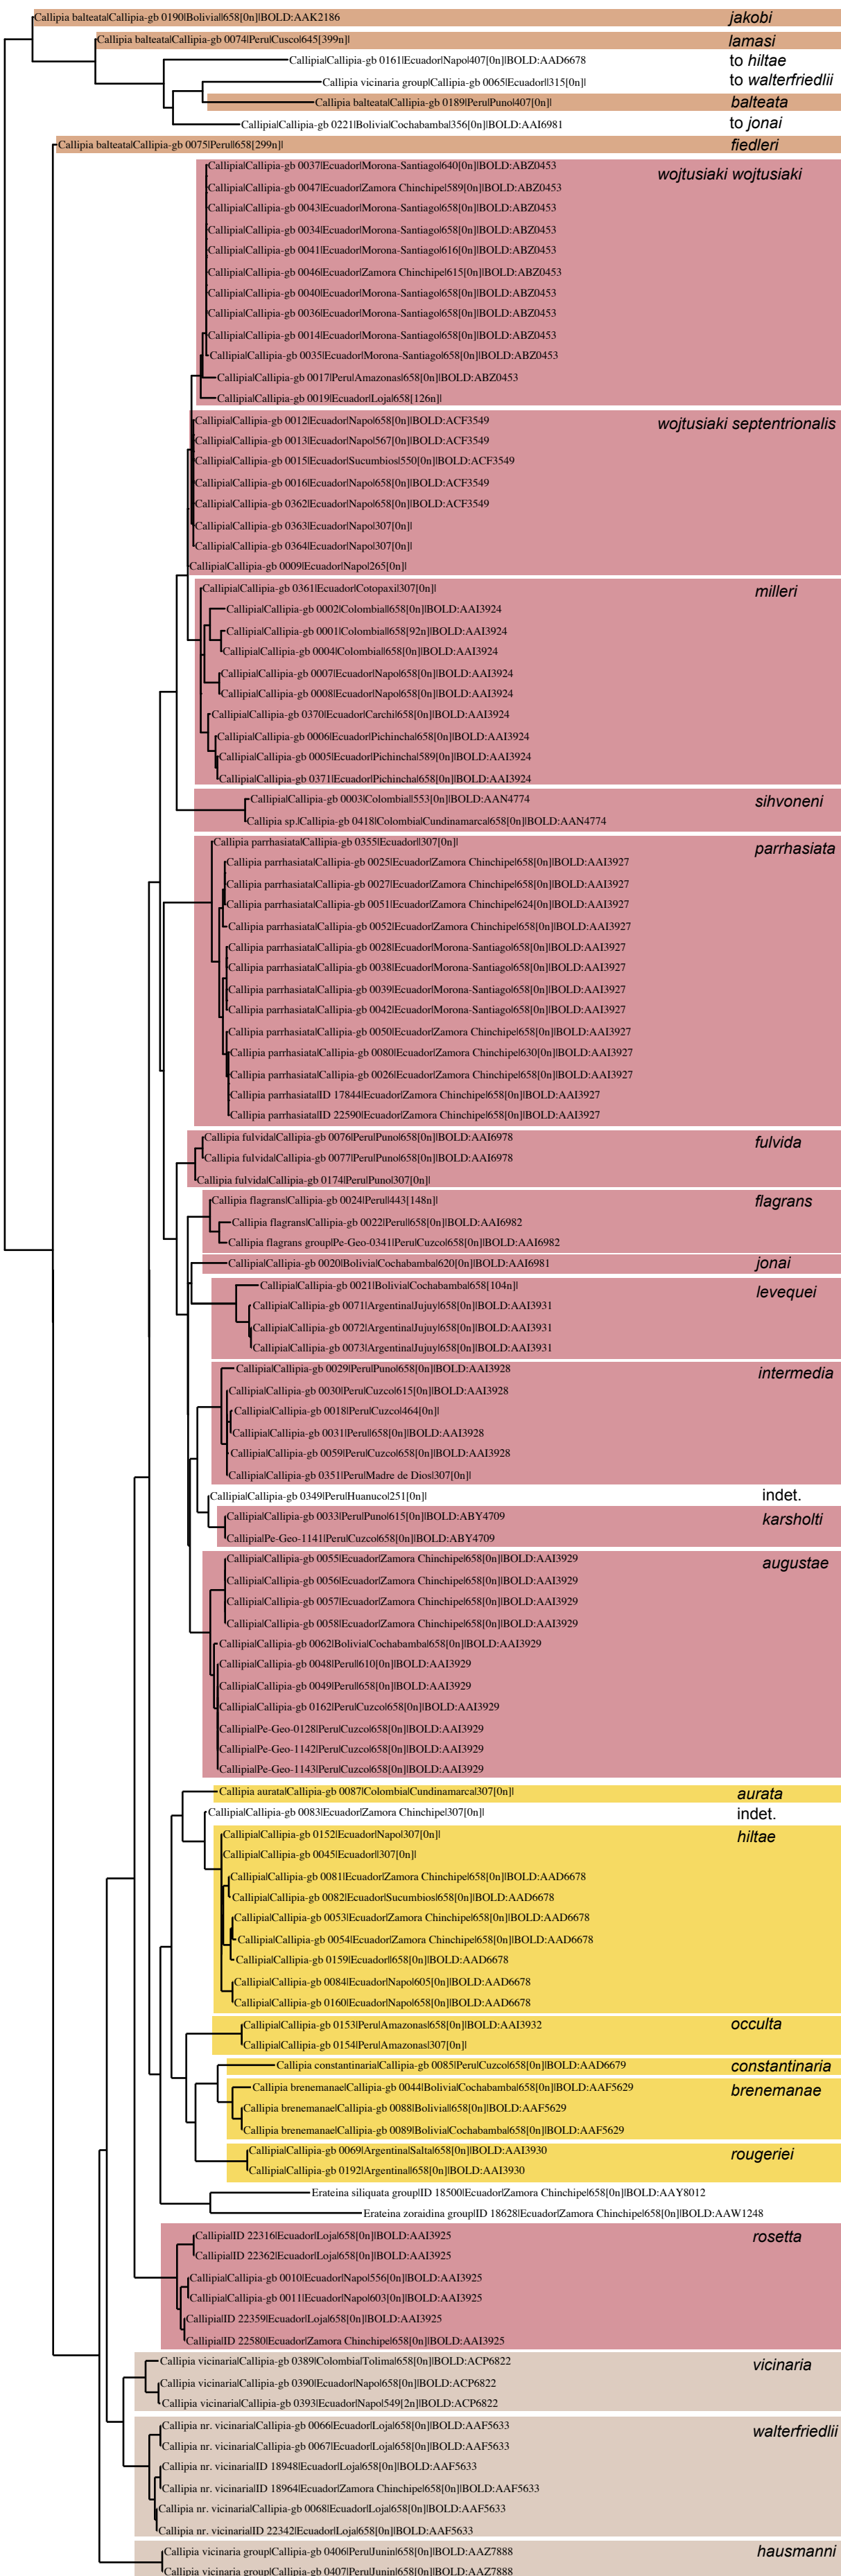 Callipia balteata|Callipia-gb 0190|Bolivia||658[0n]|BOLD:AAK2186 jakobi
Callipia balteata|Callipia-gb 0074|Peru|Cusco|645[399n]| lamasi
Callipia|Callipia-gb 0161|Ecuador|Napo|407[0n]|BOLD:AAD6678 to hiltae
Callipia vicinaria group|Callipia-gb 0065|Ecuador||315[0n]| to walterfriedlii
Callipia balteata|Callipia-gb 0189|Peru|Puno|407[0n]| balteata
Callipia|Callipia-gb 0221|Bolivia|Cochabamba|356[0n]|BOLD:AAI6981 to jonai
Callipia balteata|Callipia-gb 0075|Peru||658[299n]| fiedleri
Callipia|Callipia-gb 0037|Ecuador|Morona-Santiago|640[0n]|BOLD:ABZ0453 wojtusiaki wojtusiaki
Callipia|Callipia-gb 0047|Ecuador|Zamora Chinchipe|589[0n]|BOLD:ABZ0453
Callipia|Callipia-gb 0043|Ecuador|Morona-Santiago|658[0n]|BOLD:ABZ0453
Callipia|Callipia-gb 0034|Ecuador|Morona-Santiago|658[0n]|BOLD:ABZ0453
Callipia|Callipia-gb 0041|Ecuador|Morona-Santiago|616[0n]|BOLD:ABZ0453
Callipia|Callipia-gb 0046|Ecuador|Zamora Chinchipe|615[0n]|BOLD:ABZ0453
Callipia|Callipia-gb 0040|Ecuador|Morona-Santiago|658[0n]|BOLD:ABZ0453
Callipia|Callipia-gb 0036|Ecuador|Morona-Santiago|658[0n]|BOLD:ABZ0453
Callipia|Callipia-gb 0014|Ecuador|Morona-Santiago|658[0n]|BOLD:ABZ0453
Callipia|Callipia-gb 0035|Ecuador|Morona-Santiago|658[0n]|BOLD:ABZ0453
Callipia|Callipia-gb 0017|Peru|Amazonas|658[0n]|BOLD:ABZ0453
Callipia|Callipia-gb 0019|Ecuador|Loja|658[126n]|
Callipia|Callipia-gb 0012|Ecuador|Napo|658[0n]|BOLD:ACF3549 wojtusiaki septentrionalis
Callipia|Callipia-gb 0013|Ecuador|Napo|567[0n]|BOLD:ACF3549
Callipia|Callipia-gb 0015|Ecuador|Sucumbios|550[0n]|BOLD:ACF3549
Callipia|Callipia-gb 0016|Ecuador|Napo|658[0n]|BOLD:ACF3549
Callipia|Callipia-gb 0362|Ecuador|Napo|658[0n]|BOLD:ACF3549
Callipia|Callipia-gb 0363|Ecuador|Napo|307[0n]|
Callipia|Callipia-gb 0364|Ecuador|Napo|307[0n]|
Callipia|Callipia-gb 0009|Ecuador|Napo|265[0n]|
Callipia|Callipia-gb 0361|Ecuador|Cotopaxi|307[0n]| milleri
Callipia|Callipia-gb 0002|Colombia||658[0n]|BOLD:AAI3924
Callipia|Callipia-gb 0001|Colombia||658[92n]|BOLD:AAI3924
Callipia|Callipia-gb 0004|Colombia||658[0n]|BOLD:AAI3924
Callipia|Callipia-gb 0007|Ecuador|Napo|658[0n]|BOLD:AAI3924
Callipia|Callipia-gb 0008|Ecuador|Napo|658[0n]|BOLD:AAI3924
Callipia|Callipia-gb 0370|Ecuador|Carchi|658[0n]|BOLD:AAI3924
Callipia|Callipia-gb 0006|Ecuador|Pichincha|658[0n]|BOLD:AAI3924
Callipia|Callipia-gb 0005|Ecuador|Pichincha|589[0n]|BOLD:AAI3924
Callipia|Callipia-gb 0371|Ecuador|Pichincha|658[0n]|BOLD:AAI3924
Callipia|Callipia-gb 0003|Colombia||553[0n]|BOLD:AAN4774 sihvoneni
Callipia sp.|Callipia-gb 0418|Colombia|Cundinamarca|658[0n]|BOLD:AAN4774
Callipia parrhasiata|Callipia-gb 0355|Ecuador||307[0n]| parrhasiata
Callipia parrhasiata|Callipia-gb 0025|Ecuador|Zamora Chinchipe|658[0n]|BOLD:AAI3927
Callipia parrhasiata|Callipia-gb 0027|Ecuador|Zamora Chinchipe|658[0n]|BOLD:AAI3927
Callipia parrhasiata|Callipia-gb 0051|Ecuador|Zamora Chinchipe|624[0n]|BOLD:AAI3927
Callipia parrhasiata|Callipia-gb 0052|Ecuador|Zamora Chinchipe|658[0n]|BOLD:AAI3927
Callipia parrhasiata|Callipia-gb 0028|Ecuador|Morona-Santiago|658[0n]|BOLD:AAI3927
Callipia parrhasiata|Callipia-gb 0038|Ecuador|Morona-Santiago|658[0n]|BOLD:AAI3927
Callipia parrhasiata|Callipia-gb 0039|Ecuador|Morona-Santiago|658[0n]|BOLD:AAI3927
Callipia parrhasiata|Callipia-gb 0042|Ecuador|Morona-Santiago|658[0n]|BOLD:AAI3927
Callipia parrhasiata|Callipia-gb 0050|Ecuador|Zamora Chinchipe|658[0n]|BOLD:AAI3927
Callipia parrhasiata|Callipia-gb 0080|Ecuador|Zamora Chinchipe|630[0n]|BOLD:AAI3927
Callipia parrhasiata|Callipia-gb 0026|Ecuador|Zamora Chinchipe|658[0n]|BOLD:AAI3927
Callipia parrhasiata|ID 17844|Ecuador|Zamora Chinchipe|658[0n]|BOLD:AAI3927
Callipia parrhasiata|ID 22590|Ecuador|Zamora Chinchipe|658[0n]|BOLD:AAI3927
Callipia fulvida|Callipia-gb 0076|Peru|Puno|658[0n]|BOLD:AAI6978 fulvida
Callipia fulvida|Callipia-gb 0077|Peru|Puno|658[0n]|BOLD:AAI6978
Callipia fulvida|Callipia-gb 0174|Peru|Puno|307[0n]|
Callipia flagrans|Callipia-gb 0024|Peru||443[148n]| flagrans
Callipia flagrans|Callipia-gb 0022|Peru||658[0n]|BOLD:AAI6982
Callipia flagrans group|Pe-Geo-0341|Peru|Cuzco|658[0n]|BOLD:AAI6982
Callipia|Callipia-gb 0020|Bolivia|Cochabamba|620[0n]|BOLD:AAI6981 jonai
Callipia|Callipia-gb 0021|Bolivia|Cochabamba|658[104n]| levequei
Callipia|Callipia-gb 0071|Argentina|Jujuy|658[0n]|BOLD:AAI3931
Callipia|Callipia-gb 0072|Argentina|Jujuy|658[0n]|BOLD:AAI3931
Callipia|Callipia-gb 0073|Argentina|Jujuy|658[0n]|BOLD:AAI3931
Callipia|Callipia-gb 0029|Peru|Puno|658[0n]|BOLD:AAI3928 intermedia
Callipia|Callipia-gb 0030|Peru|Cuzco|615[0n]|BOLD:AAI3928
Callipia|Callipia-gb 0018|Peru|Cuzco|464[0n]|
Callipia|Callipia-gb 0031|Peru||658[0n]|BOLD:AAI3928
Callipia|Callipia-gb 0059|Peru|Cuzco|658[0n]|BOLD:AAI3928
Callipia|Callipia-gb 0351|Peru|Madre de Dios|307[0n]|
Callipia|Callipia-gb 0349|Peru|Huanuco|251[0n]| indet.
Callipia|Callipia-gb 0033|Peru|Puno|615[0n]|BOLD:ABY4709 karsholti
Callipia|Pe-Geo-1141|Peru|Cuzco|658[0n]|BOLD:ABY4709
Callipia|Callipia-gb 0055|Ecuador|Zamora Chinchipe|658[0n]|BOLD:AAI3929 augustae
Callipia|Callipia-gb 0056|Ecuador|Zamora Chinchipe|658[0n]|BOLD:AAI3929
Callipia|Callipia-gb 0057|Ecuador|Zamora Chinchipe|658[0n]|BOLD:AAI3929
Callipia|Callipia-gb 0058|Ecuador|Zamora Chinchipe|658[0n]|BOLD:AAI3929
Callipia|Callipia-gb 0062|Bolivia|Cochabamba|658[0n]|BOLD:AAI3929
Callipia|Callipia-gb 0048|Peru||610[0n]|BOLD:AAI3929
Callipia|Callipia-gb 0049|Peru||658[0n]|BOLD:AAI3929
Callipia|Callipia-gb 0162|Peru|Cuzco|658[0n]|BOLD:AAI3929
Callipia|Pe-Geo-0128|Peru|Cuzco|658[0n]|BOLD:AAI3929
Callipia|Pe-Geo-1142|Peru|Cuzco|658[0n]|BOLD:AAI3929
Callipia|Pe-Geo-1143|Peru|Cuzco|658[0n]|BOLD:AAI3929
Callipia aurata|Callipia-gb 0087|Colombia|Cundinamarca|307[0n]| aurata
Callipia|Callipia-gb 0083|Ecuador|Zamora Chinchipe|307[0n]| indet.
Callipia|Callipia-gb 0152|Ecuador|Napo|307[0n]| hiltae
Callipia|Callipia-gb 0045|Ecuador||307[0n]|
Callipia|Callipia-gb 0081|Ecuador|Zamora Chinchipe|658[0n]|BOLD:AAD6678
Callipia|Callipia-gb 0082|Ecuador|Sucumbios|658[0n]|BOLD:AAD6678
Callipia|Callipia-gb 0053|Ecuador|Zamora Chinchipe|658[0n]|BOLD:AAD6678
Callipia|Callipia-gb 0054|Ecuador|Zamora Chinchipe|658[0n]|BOLD:AAD6678
Callipia|Callipia-gb 0159|Ecuador||658[0n]|BOLD:AAD6678
Callipia|Callipia-gb 0084|Ecuador|Napo|605[0n]|BOLD:AAD6678
Callipia|Callipia-gb 0160|Ecuador|Napo|658[0n]|BOLD:AAD6678
Callipia|Callipia-gb 0153|Peru|Amazonas|658[0n]|BOLD:AAI3932 occulta
Callipia|Callipia-gb 0154|Peru|Amazonas|307[0n]|
Callipia constantinaria|Callipia-gb 0085|Peru|Cuzco|658[0n]|BOLD:AAD6679 constantinaria
Callipia brenemanae|Callipia-gb 0044|Bolivia|Cochabamba|658[0n]|BOLD:AAF5629 brenemanae
Callipia brenemanae|Callipia-gb 0088|Bolivia||658[0n]|BOLD:AAF5629
Callipia brenemanae|Callipia-gb 0089|Bolivia|Cochabamba|658[0n]|BOLD:AAF5629
Callipia|Callipia-gb 0069|Argentina|Salta|658[0n]|BOLD:AAI3930 rougeriei
Callipia|Callipia-gb 0192|Argentina||658[0n]|BOLD:AAI3930
Erateina siliquata group|ID 18500|Ecuador|Zamora Chinchipe|658[0n]|BOLD:AAY8012
Erateina zoraidina group|ID 18628|Ecuador|Zamora Chinchipe|658[0n]|BOLD:AAW1248
Callipia|ID 22316|Ecuador|Loja|658[0n]|BOLD:AAI3925 rosetta
Callipia|ID 22362|Ecuador|Loja|658[0n]|BOLD:AAI3925
Callipia|Callipia-gb 0010|Ecuador|Napo|556[0n]|BOLD:AAI3925
Callipia|Callipia-gb 0011|Ecuador|Napo|603[0n]|BOLD:AAI3925
Callipia|ID 22359|Ecuador|Loja|658[0n]|BOLD:AAI3925
Callipia|ID 22580|Ecuador|Zamora Chinchipe|658[0n]|BOLD:AAI3925
Callipia vicinaria|Callipia-gb 0389|Colombia|Tolima|658[0n]|BOLD:ACP6822 vicinaria
Callipia vicinaria|Callipia-gb 0390|Ecuador|Napo|658[0n]|BOLD:ACP6822
Callipia vicinaria|Callipia-gb 0393|Ecuador|Napo|549[2n]|BOLD:ACP6822
Callipia nr. vicinaria|Callipia-gb 0066|Ecuador|Loja|658[0n]|BOLD:AAF5633 walterfriedlii
Callipia nr. vicinaria|Callipia-gb 0067|Ecuador|Loja|658[0n]|BOLD:AAF5633
Callipia nr. vicinaria|ID 18948|Ecuador|Loja|658[0n]|BOLD:AAF5633
Callipia nr. vicinaria|ID 18964|Ecuador|Zamora Chinchipe|658[0n]|BOLD:AAF5633
Callipia nr. vicinaria|Callipia-gb 0068|Ecuador|Loja|658[0n]|BOLD:AAF5633
Callipia nr. vicinaria|ID 22342|Ecuador|Loja|658[0n]|BOLD:AAF5633
Callipia vicinaria group|Callipia-gb 0406|Peru|Junin|658[0n]|BOLD:AAZ7888 hausmanni
Callipia vicinaria group|Callipia-gb 0407|Peru|Junin|658[0n]|BOLD:AAZ7888